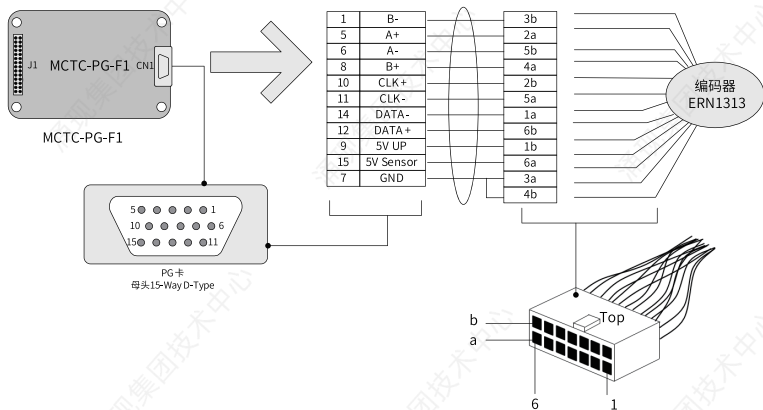 J1 MCTC-PG-F1 CN1
MCTC-PG-F1
1 B- 3b
5 A+ 2a
6 A- 5b
8 B+ 4a
10 CLK+ 2b
11 CLK- 5a
14 DATA- 1a
12 DATA+ 6b
9 5V UP 1b
15 5V Sensor 6a
7 GND 3a
4b
编码器
ERN1313
5 1
10 6
15 11
PG卡
母头15-Way D-Type
Top
b
a
6 1